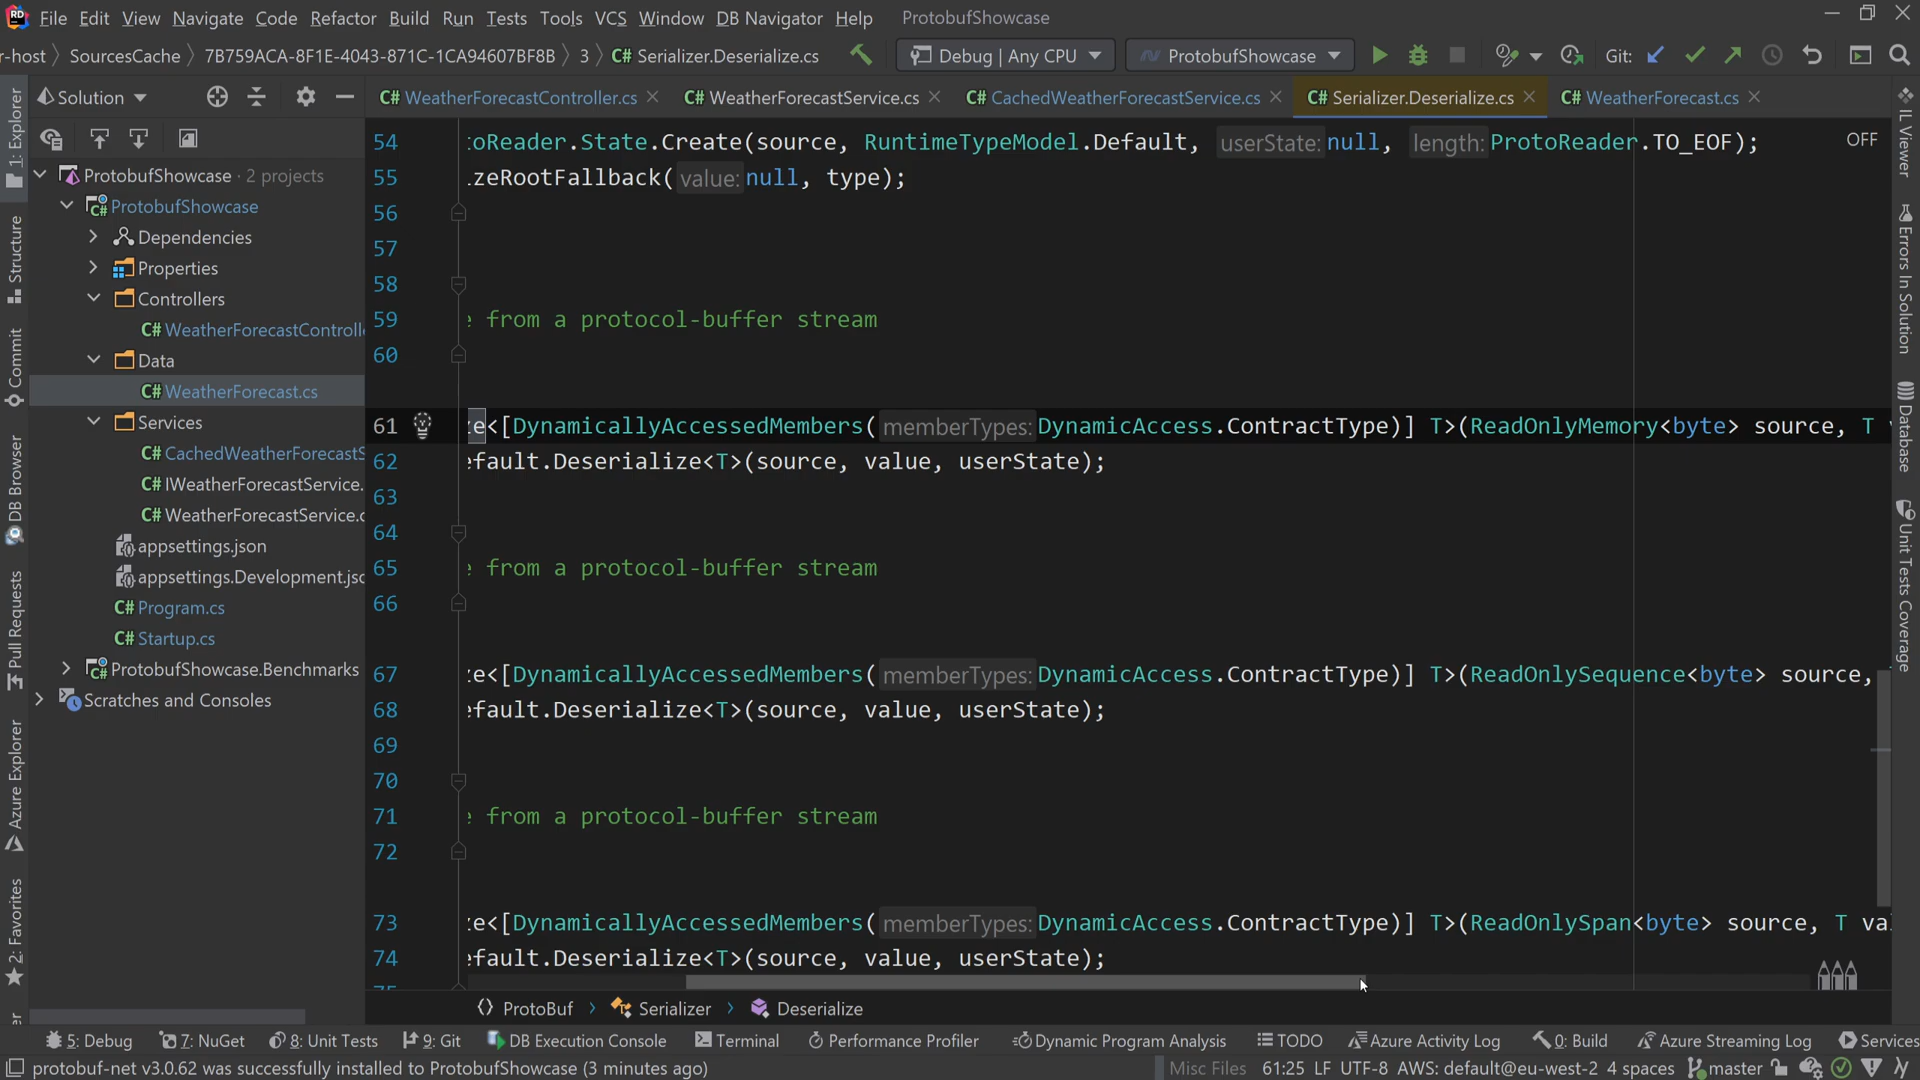 File Edit View Navigate Code Refactor Build Run Tests Tools VCS Window DB Navigator Help ProtobufShowcase
r-host SourcesCache 7B759ACA-8F1E-4043-871C-1CA94607BF8B 3 C# Serializer.Deserialize.cs Debug | Any CPU ProtobufShowcase Git:
Solution
C# WeatherForecastController.cs C# WeatherForecastService.cs C# CachedWeatherForecastService.cs C# Serializer.Deserialize.cs C# WeatherForecast.cs
1: Explorer
Structure
Commit
DB Browser
Pull Requests
Azure Explorer
2: Favorites
ProtobufShowcase · 2 projects
ProtobufShowcase
Dependencies
Properties
Controllers
C# WeatherForecastControlle
Data
C# WeatherForecast.cs
Services
C# CachedWeatherForecastS
C# IWeatherForecastService.
C# WeatherForecastService.c
appsettings.json
appsettings.Development.jsc
C# Program.cs
C# Startup.cs
ProtobufShowcase.Benchmarks
Scratches and Consoles
54 toReader.State.Create(source, RuntimeTypeModel.Default, userState: null, length: ProtoReader.TO_EOF); OFF
55 izeRootFallback( value: null, type);
56
57
58
59 e from a protocol-buffer stream
60
61 ze<[DynamicallyAccessedMembers( memberTypes: DynamicAccess.ContractType)] T>(ReadOnlyMemory<byte> source, T v
62 efault.Deserialize<T>(source, value, userState);
63
64
65 e from a protocol-buffer stream
66
67 ze<[DynamicallyAccessedMembers( memberTypes: DynamicAccess.ContractType)] T>(ReadOnlySequence<byte> source,
68 efault.Deserialize<T>(source, value, userState);
69
70
71 e from a protocol-buffer stream
72
73 ze<[DynamicallyAccessedMembers( memberTypes: DynamicAccess.ContractType)] T>(ReadOnlySpan<byte> source, T va
74 efault.Deserialize<T>(source, value, userState);
75
IL Viewer
Errors In Solution
Database
Unit Tests Coverage
ProtoBuf Serializer Deserialize
5: Debug 7: NuGet 8: Unit Tests 9: Git DB Execution Console Terminal Performance Profiler Dynamic Program Analysis TODO Azure Activity Log 0: Build Azure Streaming Log Services
protobuf-net v3.0.62 was successfully installed to ProtobufShowcase (3 minutes ago) Misc Files 61:25 LF UTF-8 AWS: default@eu-west-2 4 spaces master